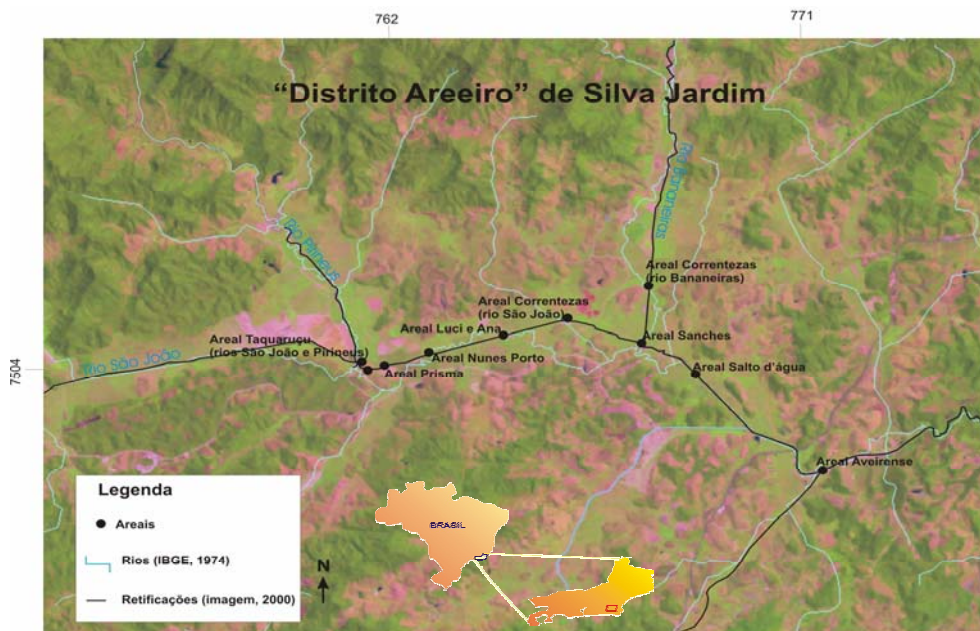 762
771
“Distrito Areeiro” de Silva Jardim
Rio Bananeiras
Rio Pirineus
Areal Correntezas
(rio Bananeiras)
Areal Correntezas
(rio São João)
Areal Luci e Ana
Areal Sanches
Areal Taquaruçu
(rios São João e Pirineus)
Areal Nunes Porto
Rio São João
7504
Areal Prisma
Areal Salto d’água
Areal Aveirense
Legenda
Areais
Rios (IBGE, 1974)
Retificações (imagem, 2000)
N
BRASIL